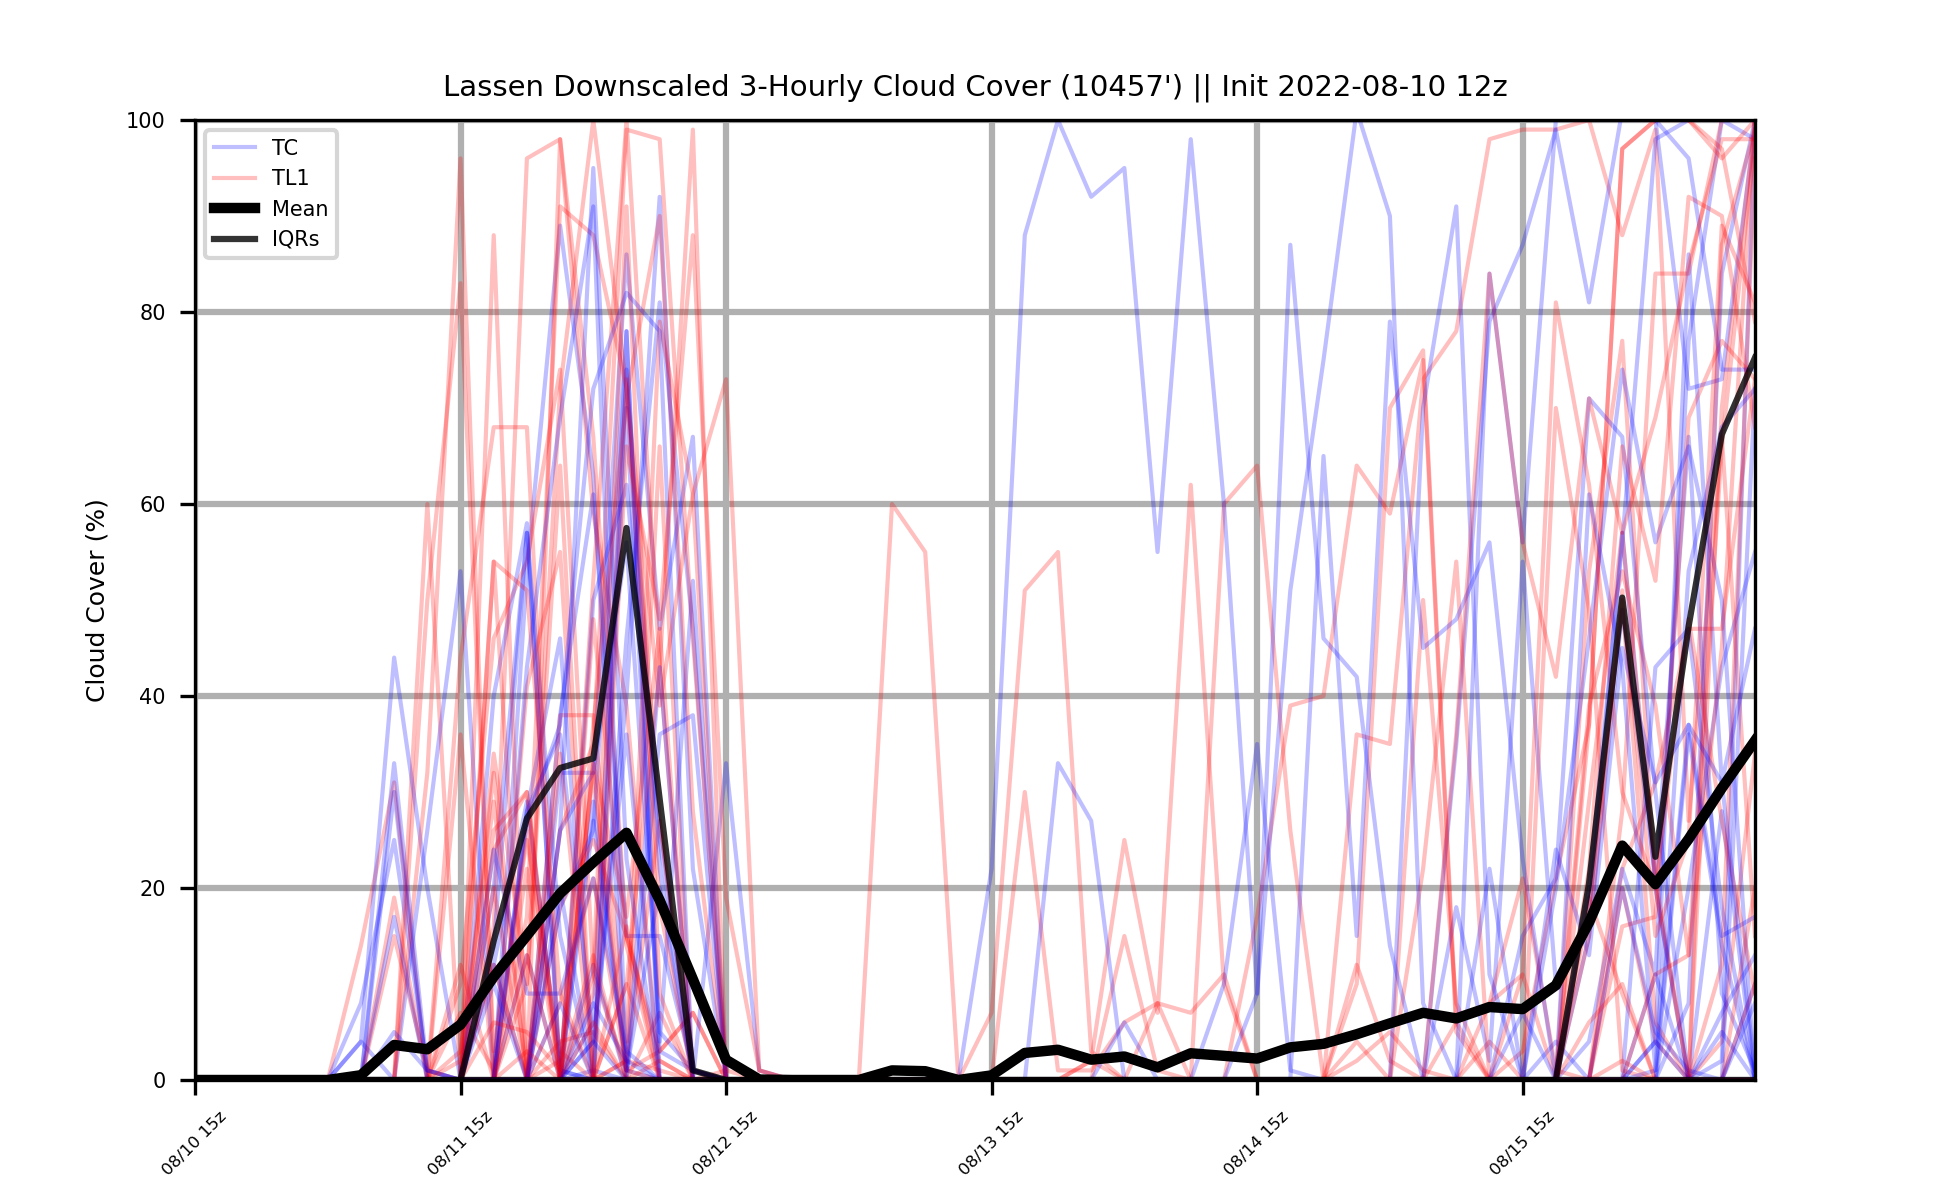 Lassen Downscaled 3-Hourly Cloud Cover (10457') || Init 2022-08-10 12z
TC
TL1
Mean
IQRs
Cloud Cover (%)
100
80
60
40
20
0
08/10 15z
08/11 15z
08/12 15z
08/13 15z
08/14 15z
08/15 15z